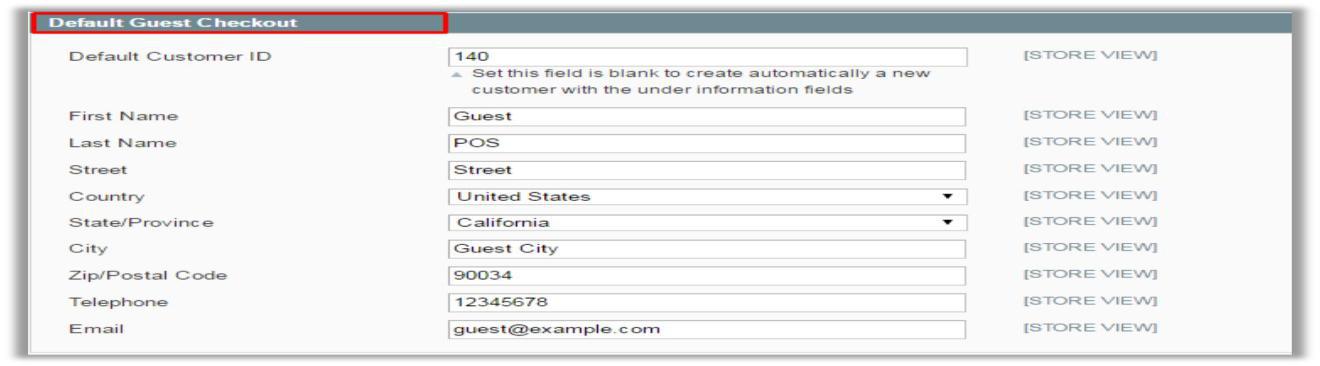 Default Guest Checkout
Default Customer ID 140 [STORE VIEW]
Set this field is blank to create automatically a new
customer with the under information fields
First Name Guest [STORE VIEW]
Last Name POS [STORE VIEW]
Street Street [STORE VIEW]
Country United States [STORE VIEW]
State/Province California [STORE VIEW]
City Guest City [STORE VIEW]
Zip/Postal Code 90034 [STORE VIEW]
Telephone 12345678 [STORE VIEW]
Email guest@example.com [STORE VIEW]